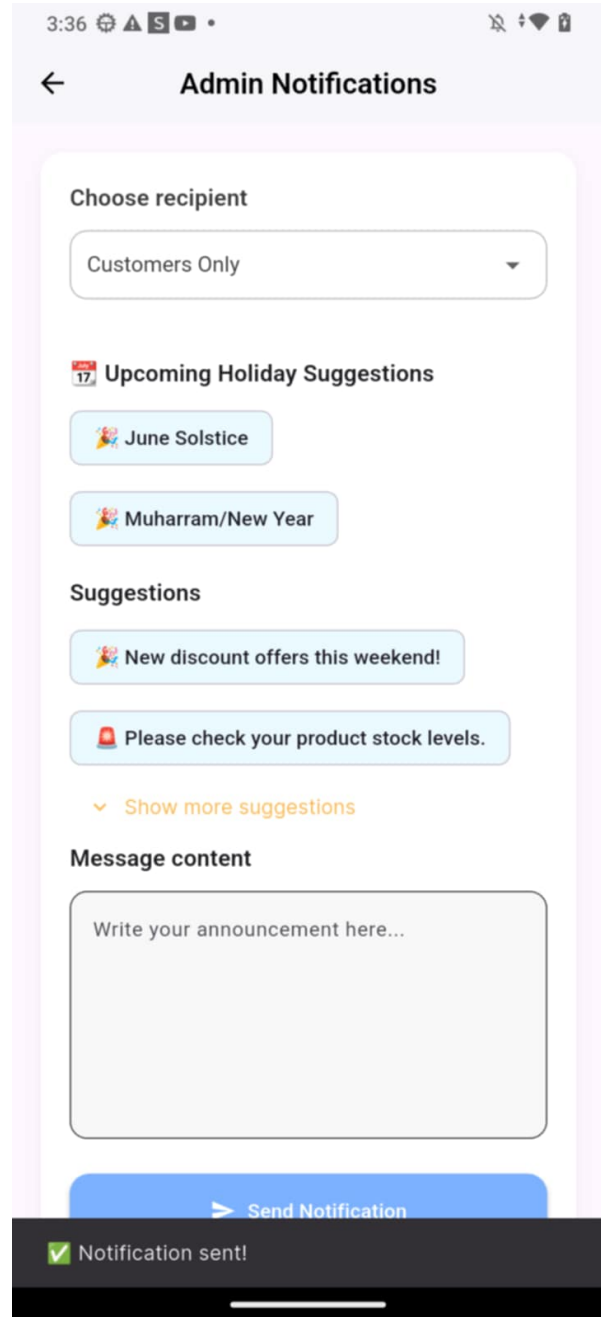 3:36
S
Admin Notifications
Choose recipient
Customers Only
July
17
Upcoming Holiday Suggestions
🎉 June Solstice
🎉 Muharram/New Year
Suggestions
🎉 New discount offers this weekend!
🚨 Please check your product stock levels.
Show more suggestions
Message content
Write your announcement here...
Send Notification
✅ Notification sent!